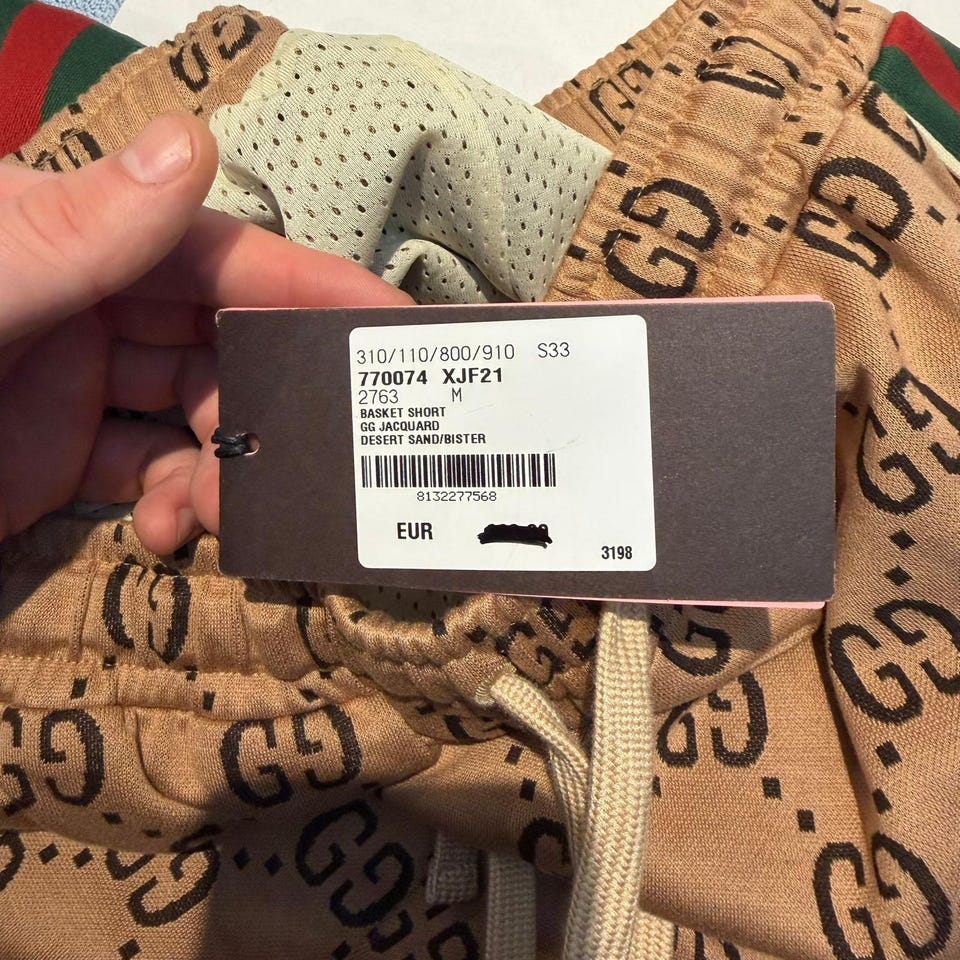 310/110/800/910 S33
770074 XJF21
2763 M
BASKET SHORT
GG JACQUARD
DESERT SAND/BISTER
8132277568
EUR
3198